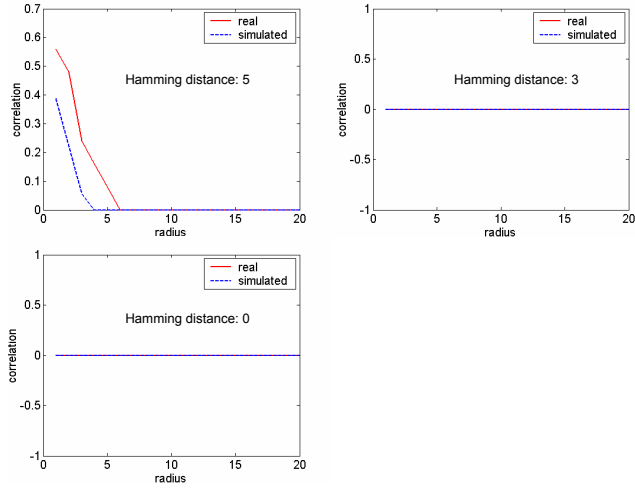 0.7
0.6
0.5
0.4
0.3
0.2
0.1
0
correlation
real
simulated
Hamming distance: 5
0 5 10 15 20
radius
1
0.5
0
-0.5
-1
correlation
real
simulated
Hamming distance: 3
0 5 10 15 20
radius
1
0.5
0
-0.5
-1
correlation
real
simulated
Hamming distance: 0
0 5 10 15 20
radius